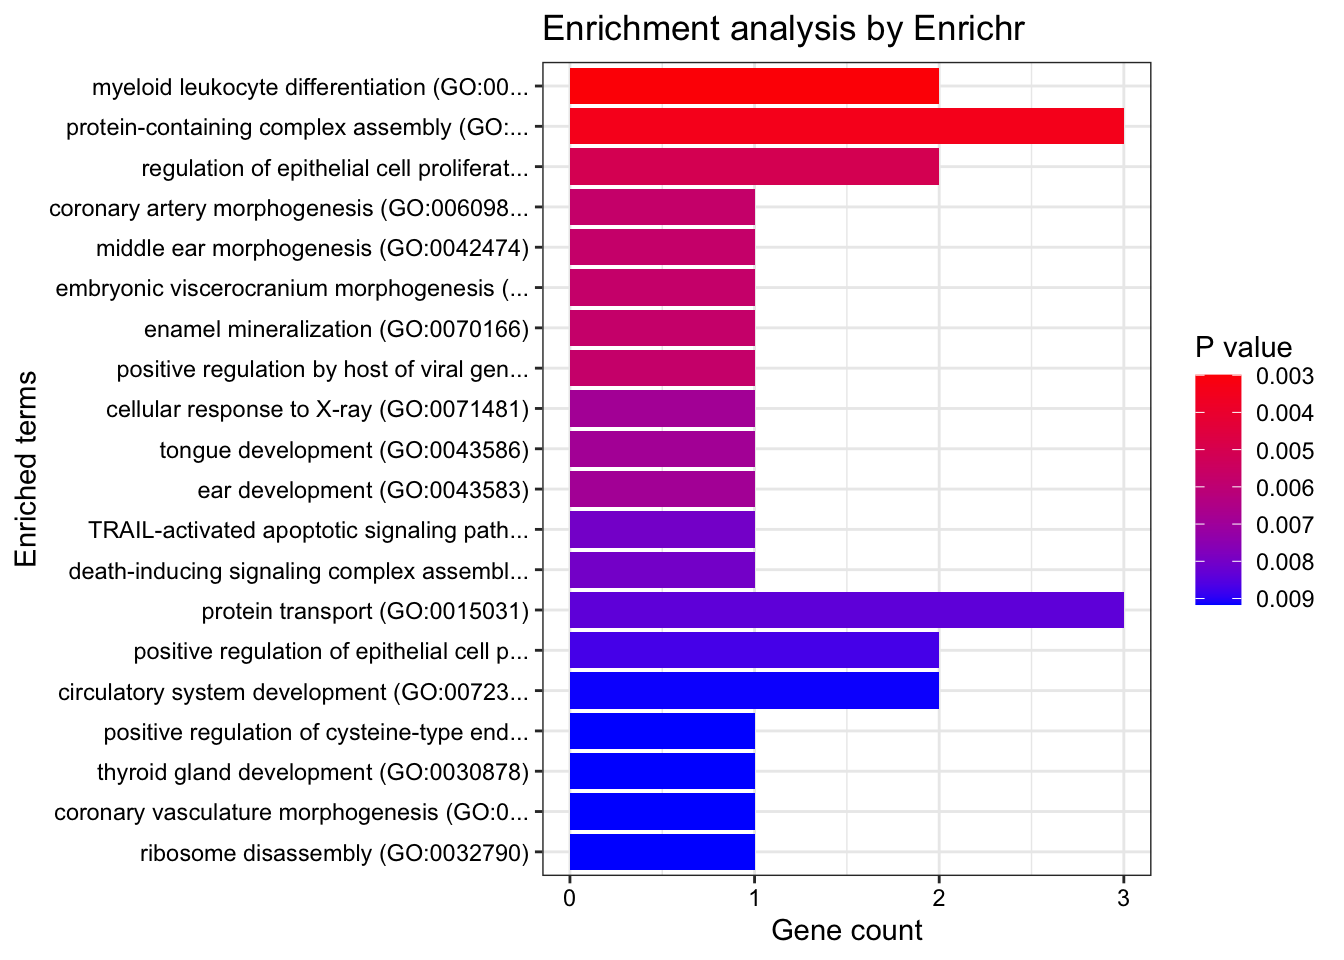 Enrichment analysis by Enrichr
myeloid leukocyte differentiation (GO:00...
protein-containing complex assembly (GO:...
regulation of epithelial cell proliferat...
coronary artery morphogenesis (GO:006098...
middle ear morphogenesis (GO:0042474)
embryonic viscerocranium morphogenesis (...
enamel mineralization (GO:0070166)
positive regulation by host of viral gen...
cellular response to X-ray (GO:0071481)
tongue development (GO:0043586)
ear development (GO:0043583)
TRAIL-activated apoptotic signaling path...
death-inducing signaling complex assembl...
protein transport (GO:0015031)
positive regulation of epithelial cell p...
circulatory system development (GO:00723...
positive regulation of cysteine-type end...
thyroid gland development (GO:0030878)
coronary vasculature morphogenesis (GO:0...
ribosome disassembly (GO:0032790)
Enriched terms
0 1 2 3
Gene count
P value
0.003
0.004
0.005
0.006
0.007
0.008
0.009